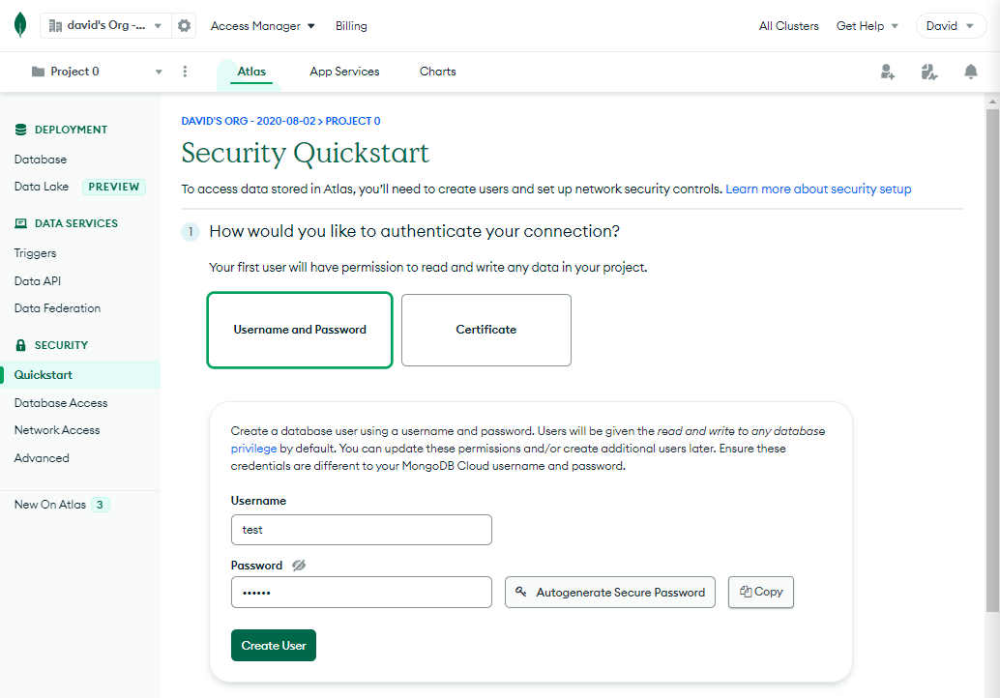 david's Org -... Access Manager Billing All Clusters Get Help David
Project 0 Atlas App Services Charts
DEPLOYMENT
Database
Data Lake PREVIEW
DATA SERVICES
Triggers
Data API
Data Federation
SECURITY
Quickstart
Database Access
Network Access
Advanced
New On Atlas 3
DAVID'S ORG - 2020-08-02 > PROJECT 0
Security Quickstart
To access data stored in Atlas, you'll need to create users and set up network security controls. Learn more about security setup
1 How would you like to authenticate your connection?
Your first user will have permission to read and write any data in your project.
Username and Password Certificate
Create a database user using a username and password. Users will be given the read and write to any database
privilege by default. You can update these permissions and/or create additional users later. Ensure these
credentials are different to your MongoDB Cloud username and password.
Username
test
Password
•••••• Autogenerate Secure Password Copy
Create User